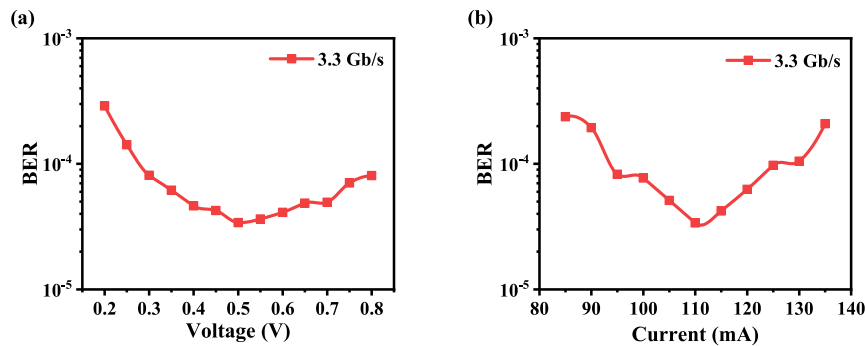 (a)
10^-3
3.3 Gb/s
BER
10^-4
10^-5
0.2 0.3 0.4 0.5 0.6 0.7 0.8
Voltage (V)
(b)
10^-3
3.3 Gb/s
BER
10^-4
10^-5
80 90 100 110 120 130 140
Current (mA)